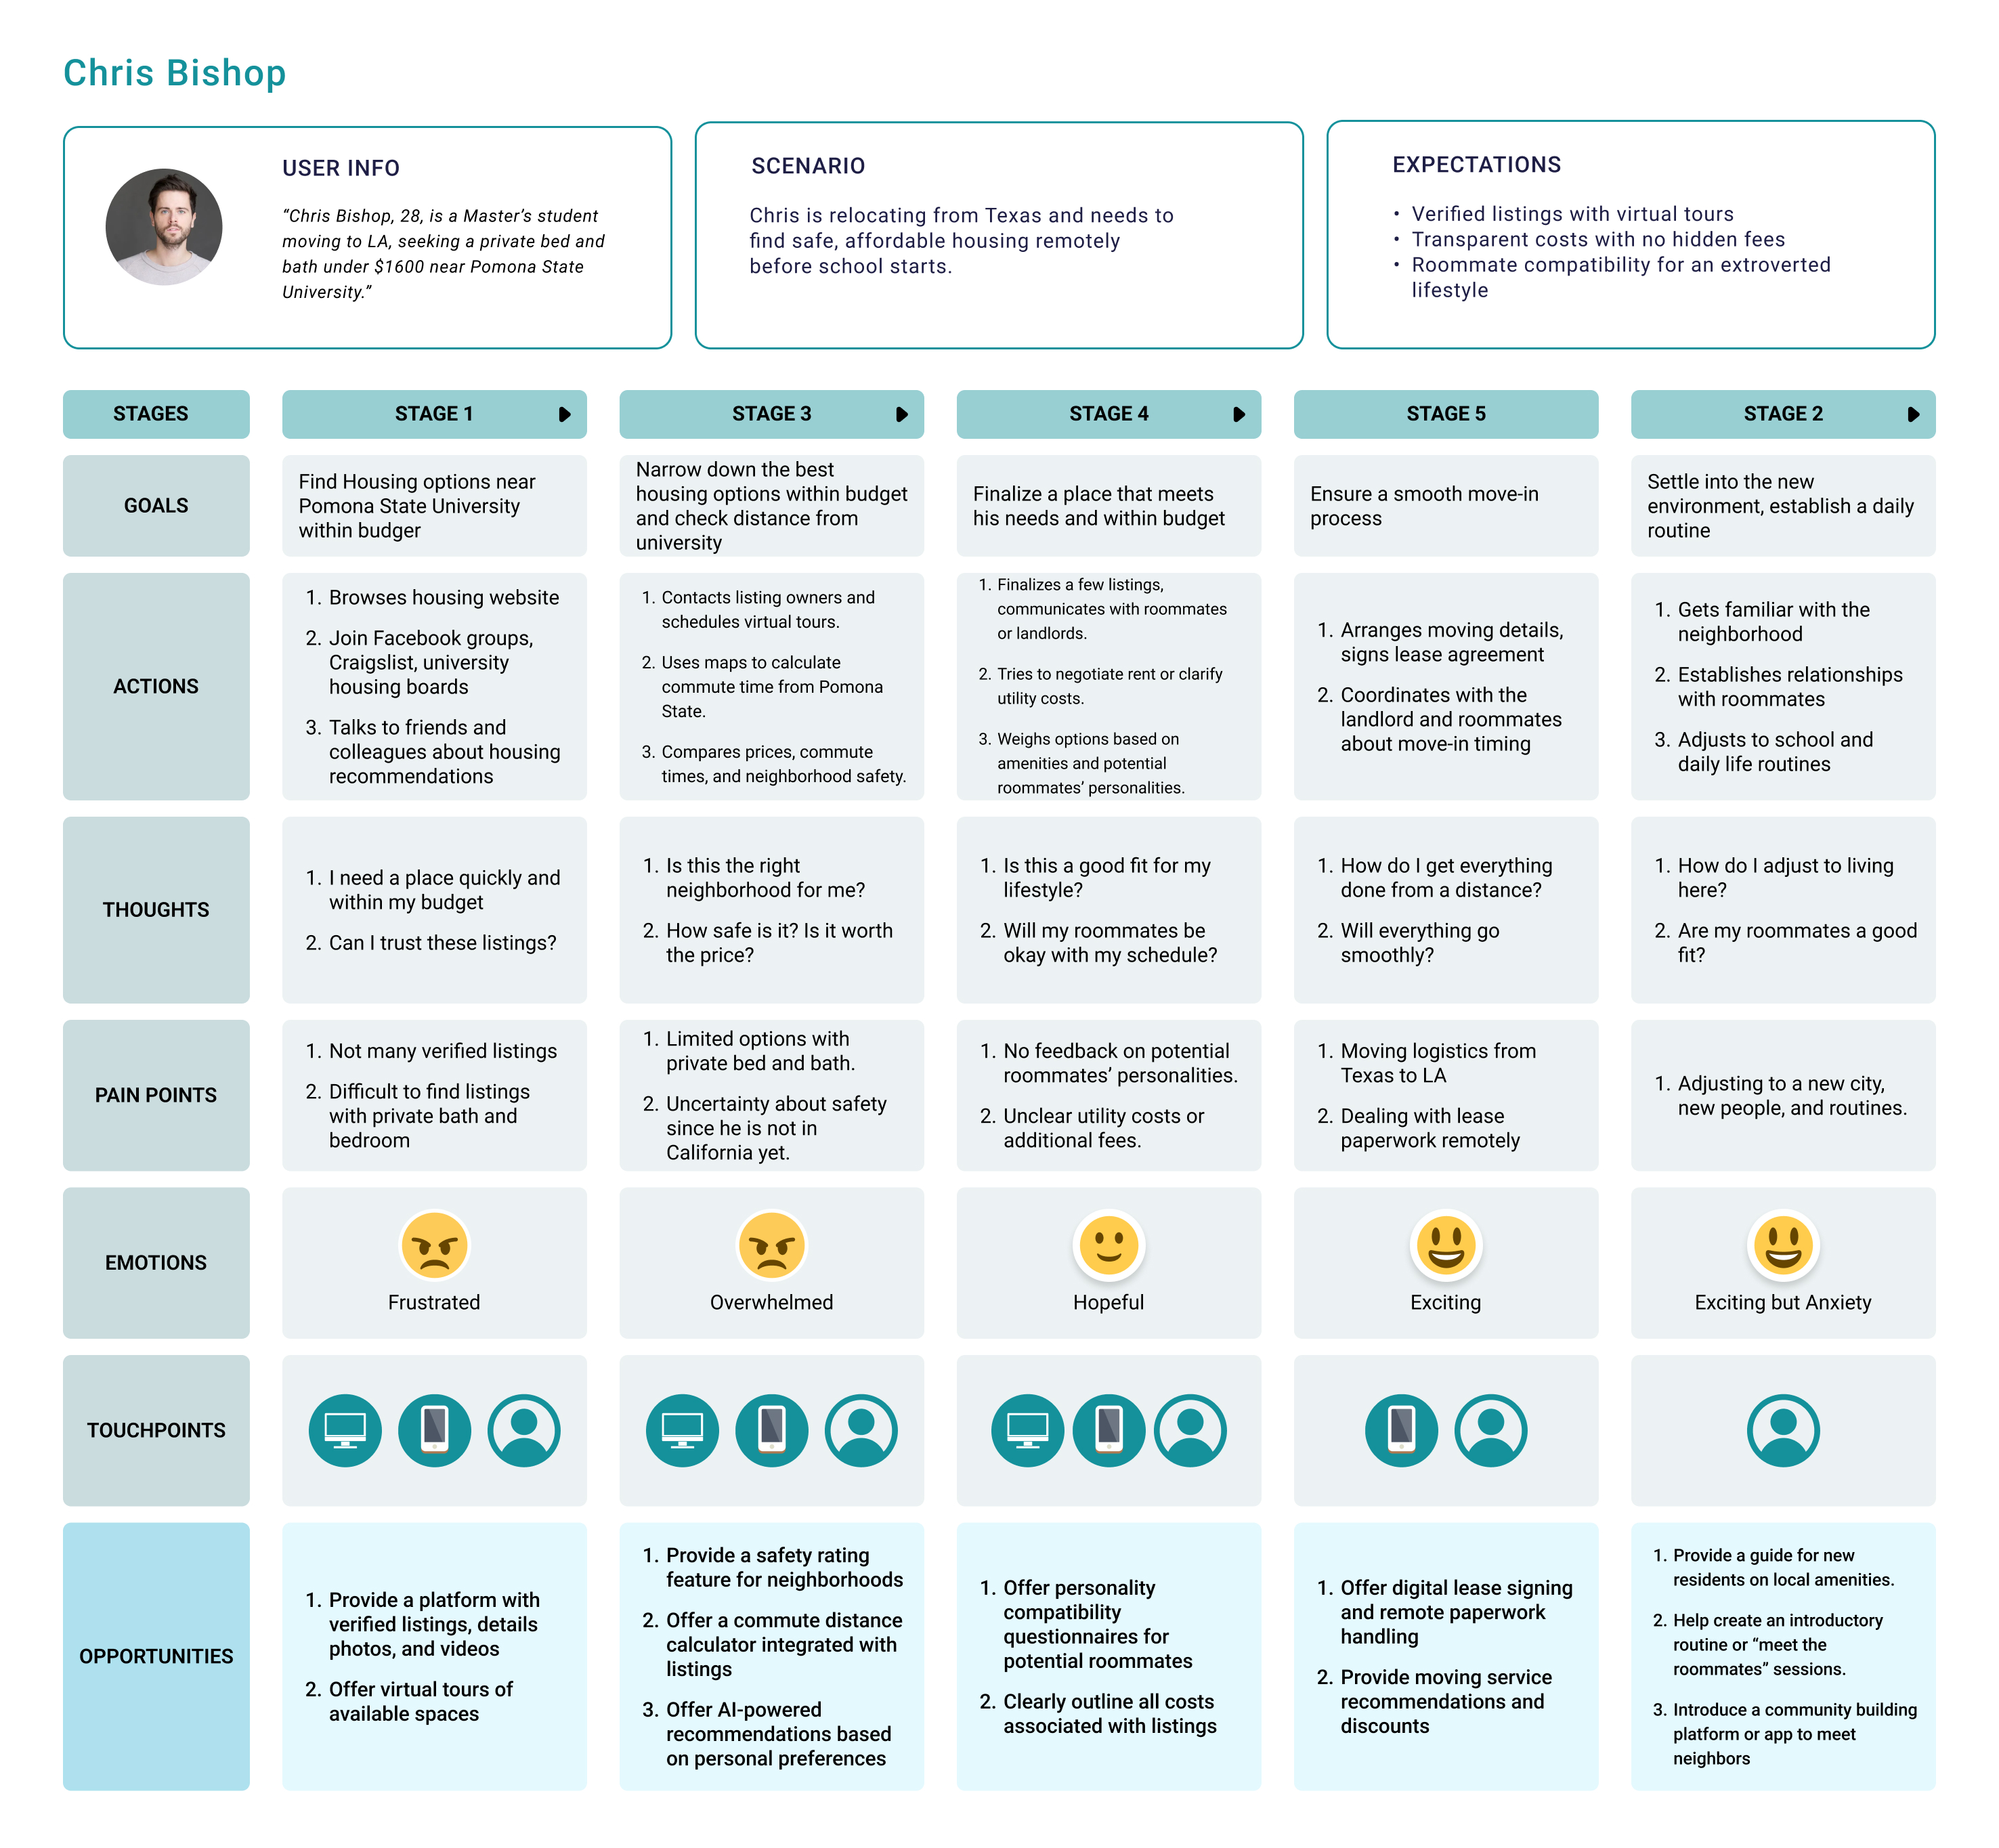 Chris Bishop
USER INFO
“Chris Bishop, 28, is a Master’s student
moving to LA, seeking a private bed and
bath under $1600 near Pomona State
University.”
SCENARIO
Chris is relocating from Texas and needs to
find safe, affordable housing remotely
before school starts.
EXPECTATIONS
• Verified listings with virtual tours
• Transparent costs with no hidden fees
• Roommate compatibility for an extroverted
lifestyle
STAGES
STAGE 1
STAGE 3
STAGE 4
STAGE 5
STAGE 2
GOALS
Find Housing options near
Pomona State University
within budger
Narrow down the best
housing options within budget
and check distance from
university
Finalize a place that meets
his needs and within budget
Ensure a smooth move-in
process
Settle into the new
environment, establish a daily
routine
ACTIONS
1. Browses housing website
2. Join Facebook groups,
Craigslist, university
housing boards
3. Talks to friends and
colleagues about housing
recommendations
1. Contacts listing owners and
schedules virtual tours.
2. Uses maps to calculate
commute time from Pomona
State.
3. Compares prices, commute
times, and neighborhood safety.
1. Finalizes a few listings,
communicates with roommates
or landlords.
2. Tries to negotiate rent or clarify
utility costs.
3. Weighs options based on
amenities and potential
roommates’ personalities.
1. Arranges moving details,
signs lease agreement
2. Coordinates with the
landlord and roommates
about move-in timing
1. Gets familiar with the
neighborhood
2. Establishes relationships
with roommates
3. Adjusts to school and
daily life routines
THOUGHTS
1. I need a place quickly and
within my budget
2. Can I trust these listings?
1. Is this the right
neighborhood for me?
2. How safe is it? Is it worth
the price?
1. Is this a good fit for my
lifestyle?
2. Will my roommates be
okay with my schedule?
1. How do I get everything
done from a distance?
2. Will everything go
smoothly?
1. How do I adjust to living
here?
2. Are my roommates a good
fit?
PAIN POINTS
1. Not many verified listings
2. Difficult to find listings
with private bath and
bedroom
1. Limited options with
private bed and bath.
2. Uncertainty about safety
since he is not in
California yet.
1. No feedback on potential
roommates’ personalities.
2. Unclear utility costs or
additional fees.
1. Moving logistics from
Texas to LA
2. Dealing with lease
paperwork remotely
1. Adjusting to a new city,
new people, and routines.
EMOTIONS
Frustrated
Overwhelmed
Hopeful
Exciting
Exciting but Anxiety
TOUCHPOINTS
OPPORTUNITIES
1. Provide a platform with
verified listings, details
photos, and videos
2. Offer virtual tours of
available spaces
1. Provide a safety rating
feature for neighborhoods
2. Offer a commute distance
calculator integrated with
listings
3. Offer AI-powered
recommendations based
on personal preferences
1. Offer personality
compatibility
questionnaires for
potential roommates
2. Clearly outline all costs
associated with listings
1. Offer digital lease signing
and remote paperwork
handling
2. Provide moving service
recommendations and
discounts
1. Provide a guide for new
residents on local amenities.
2. Help create an introductory
routine or “meet the
roommates” sessions.
3. Introduce a community building
platform or app to meet
neighbors